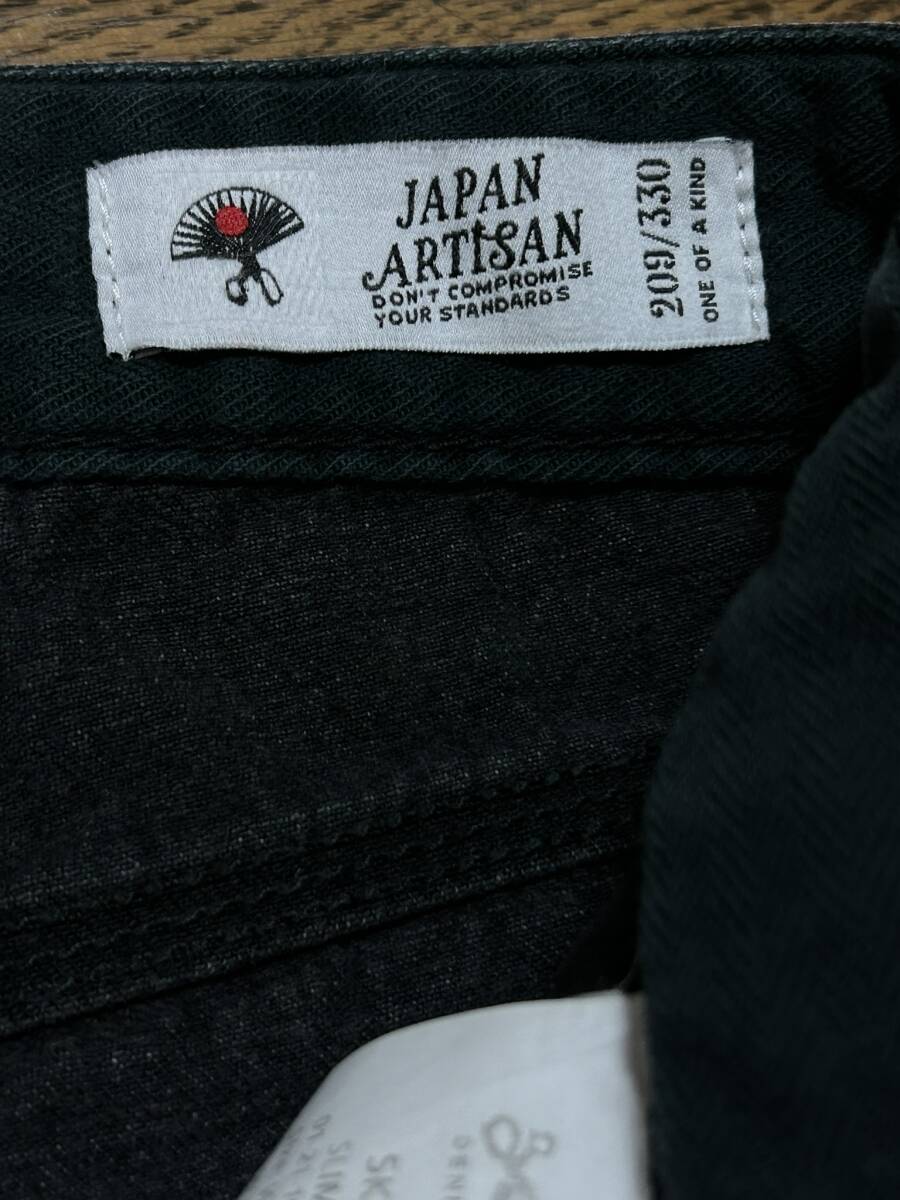 JAPAN
ARTISAN
DON'T COMPROMISE
YOUR STANDARDS
209/330
ONE OF A KIND